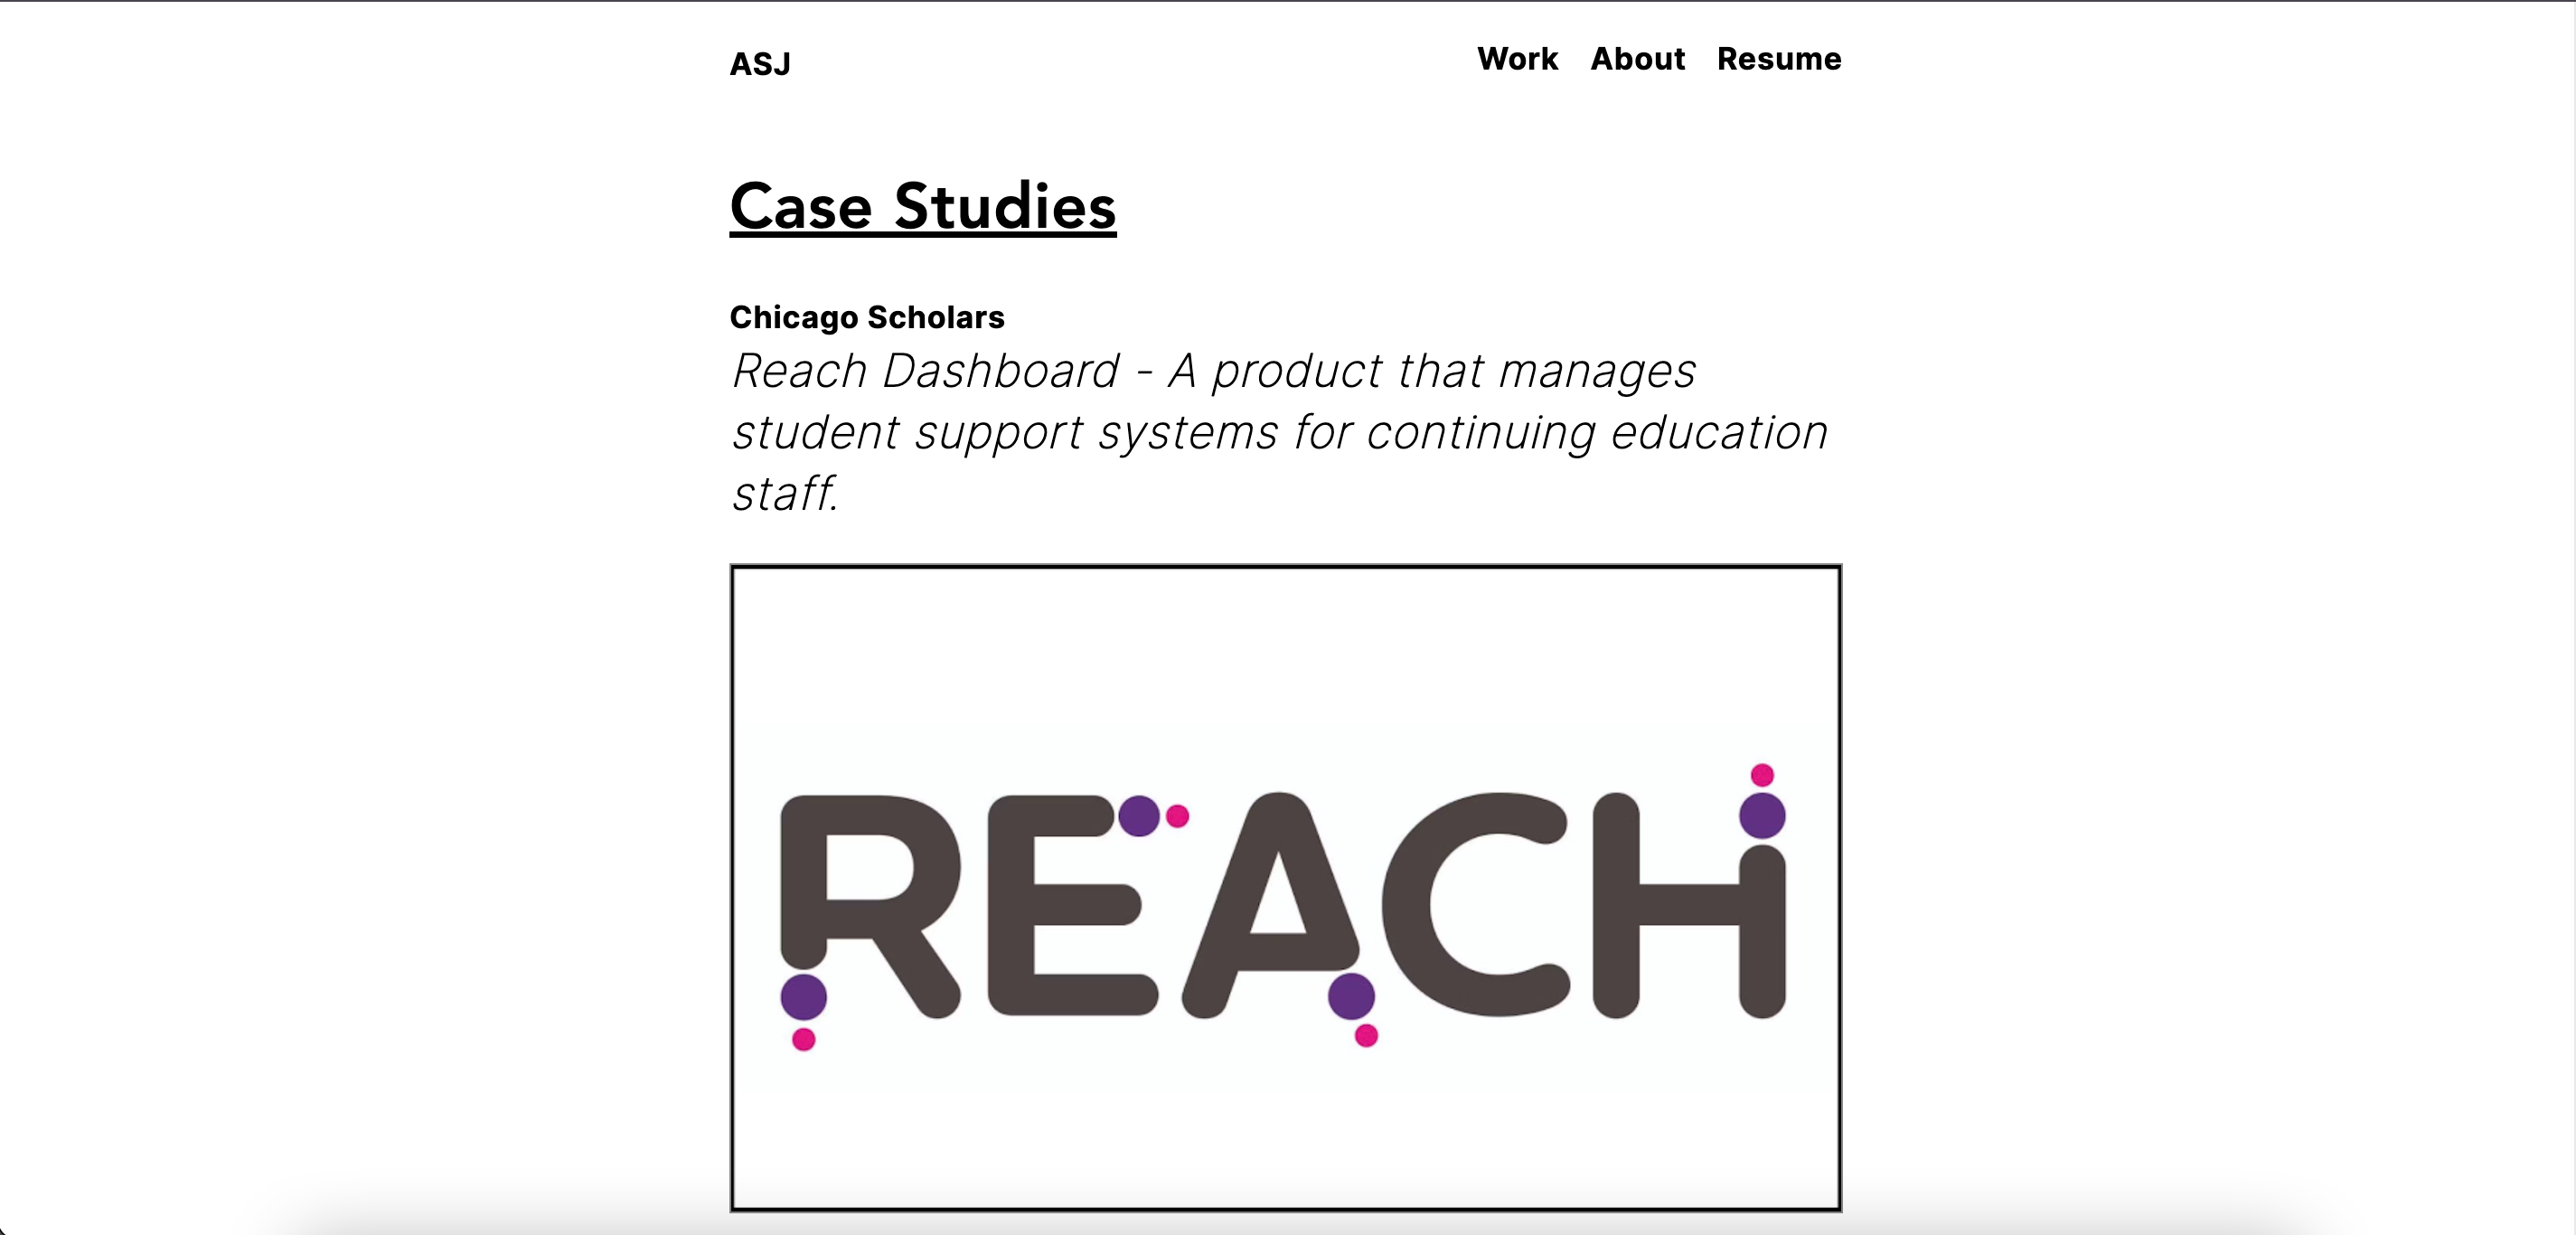 ASJ
Work About Resume
Case Studies
Chicago Scholars
Reach Dashboard - A product that manages
student support systems for continuing education
staff.
REACH